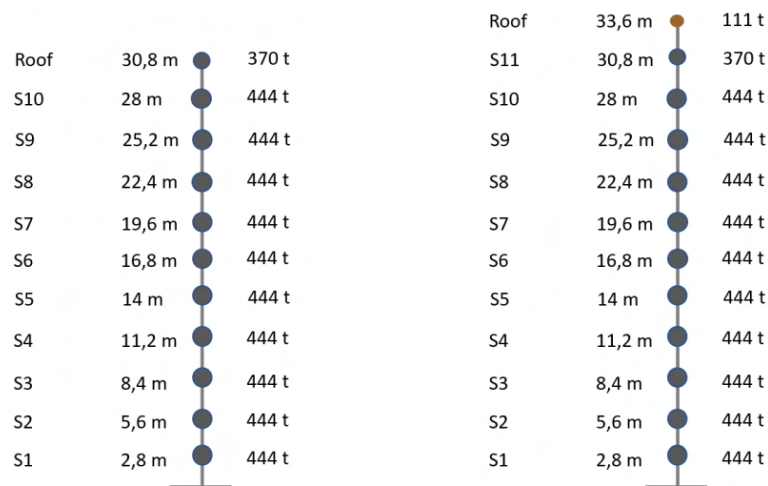 Roof 33,6 m 111 t
Roof 30,8 m 370 t S11 30,8 m 370 t
S10 28 m 444 t S10 28 m 444 t
S9 25,2 m 444 t S9 25,2 m 444 t
S8 22,4 m 444 t S8 22,4 m 444 t
S7 19,6 m 444 t S7 19,6 m 444 t
S6 16,8 m 444 t S6 16,8 m 444 t
S5 14 m 444 t S5 14 m 444 t
S4 11,2 m 444 t S4 11,2 m 444 t
S3 8,4 m 444 t S3 8,4 m 444 t
S2 5,6 m 444 t S2 5,6 m 444 t
S1 2,8 m 444 t S1 2,8 m 444 t